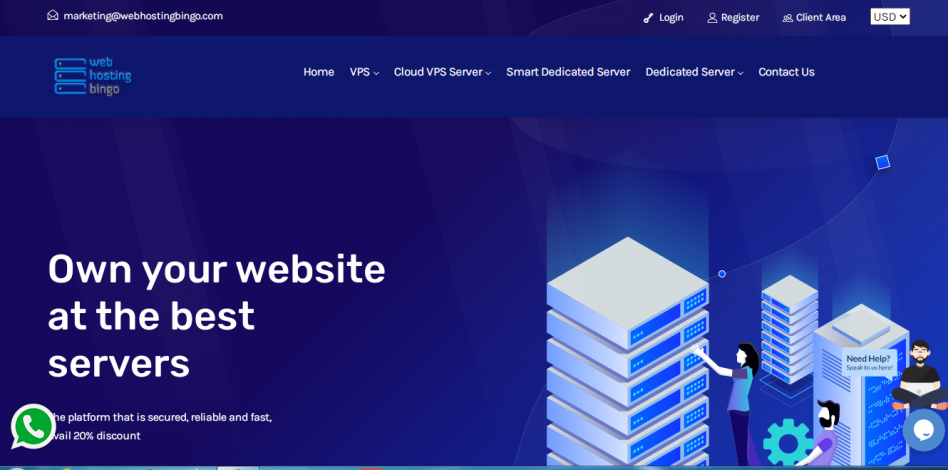 marketing@webhostingbingo.com
Login
Register
Client Area
USD
web
hosting
bingo
Home
VPS
Cloud VPS Server
Smart Dedicated Server
Dedicated Server
Contact Us
Own your website
at the best
servers
he platform that is secured, reliable and fast,
vail 20% discount
Need Help?
Speak to us here!